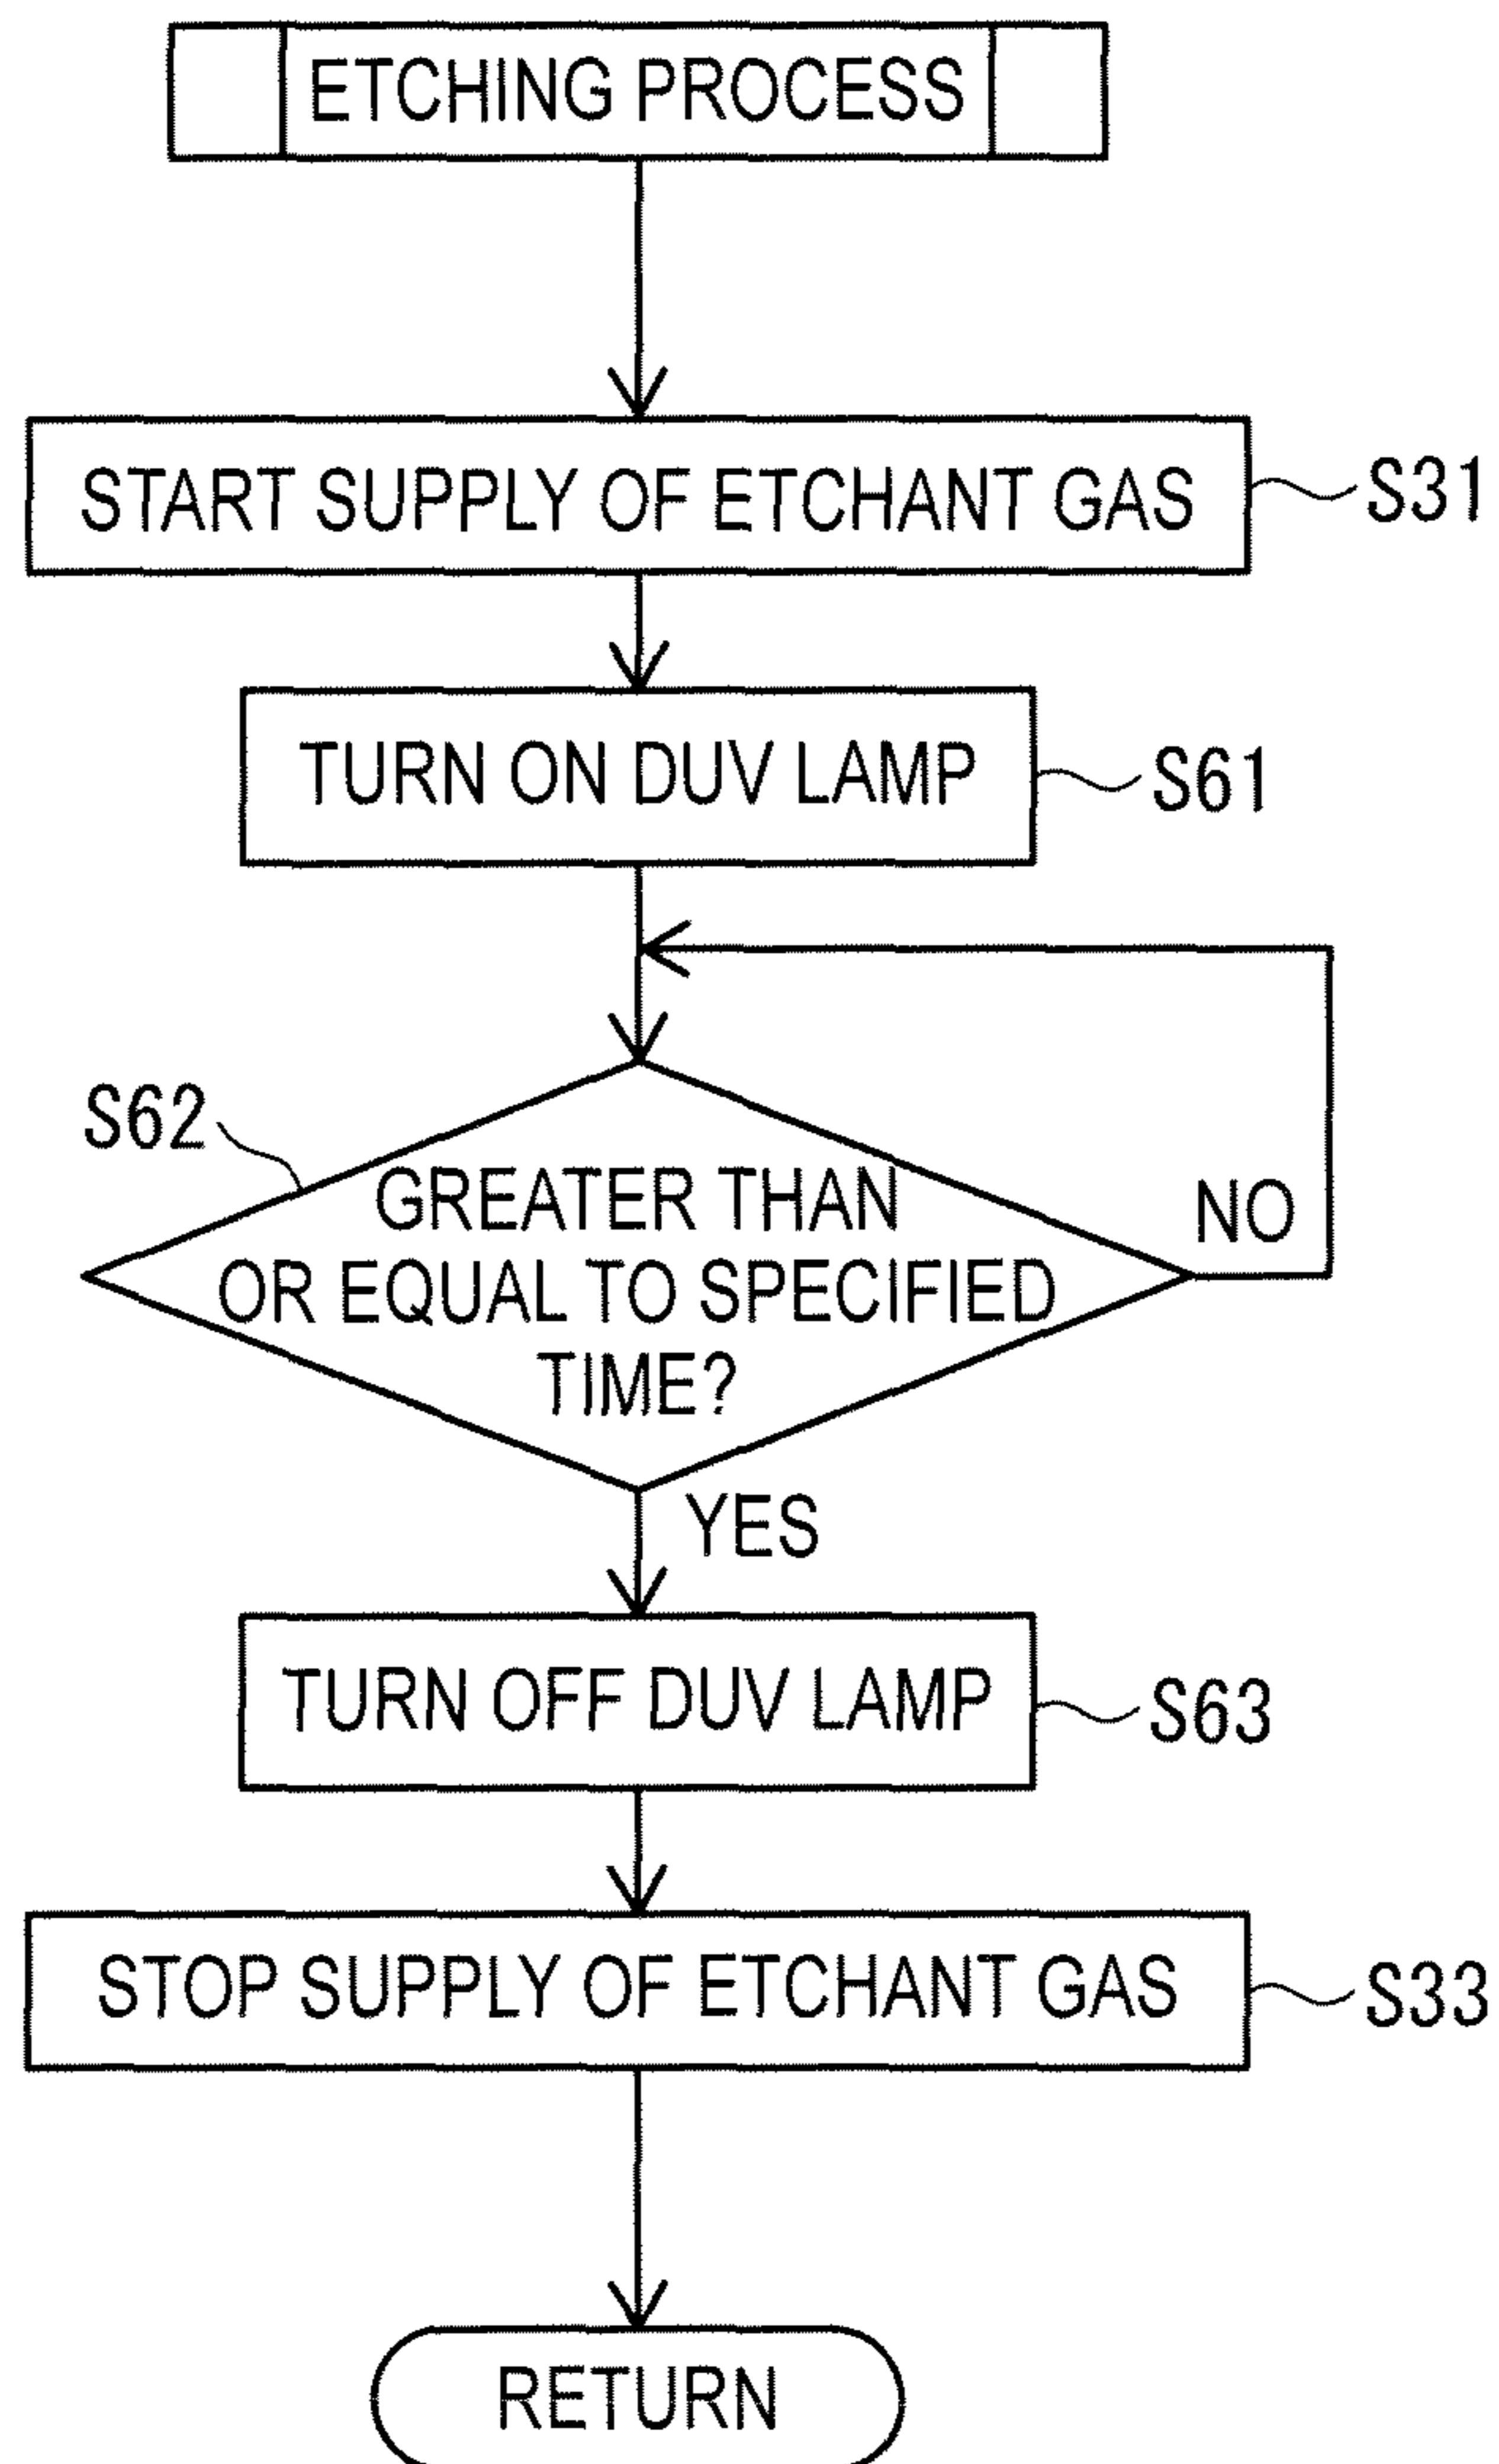 ETCHING PROCESS
START SUPPLY OF ETCHANT GAS
S31
TURN ON DUV LAMP
S61
S62
GREATER THAN
OR EQUAL TO SPECIFIED
TIME?
NO
YES
TURN OFF DUV LAMP
S63
STOP SUPPLY OF ETCHANT GAS
S33
RETURN